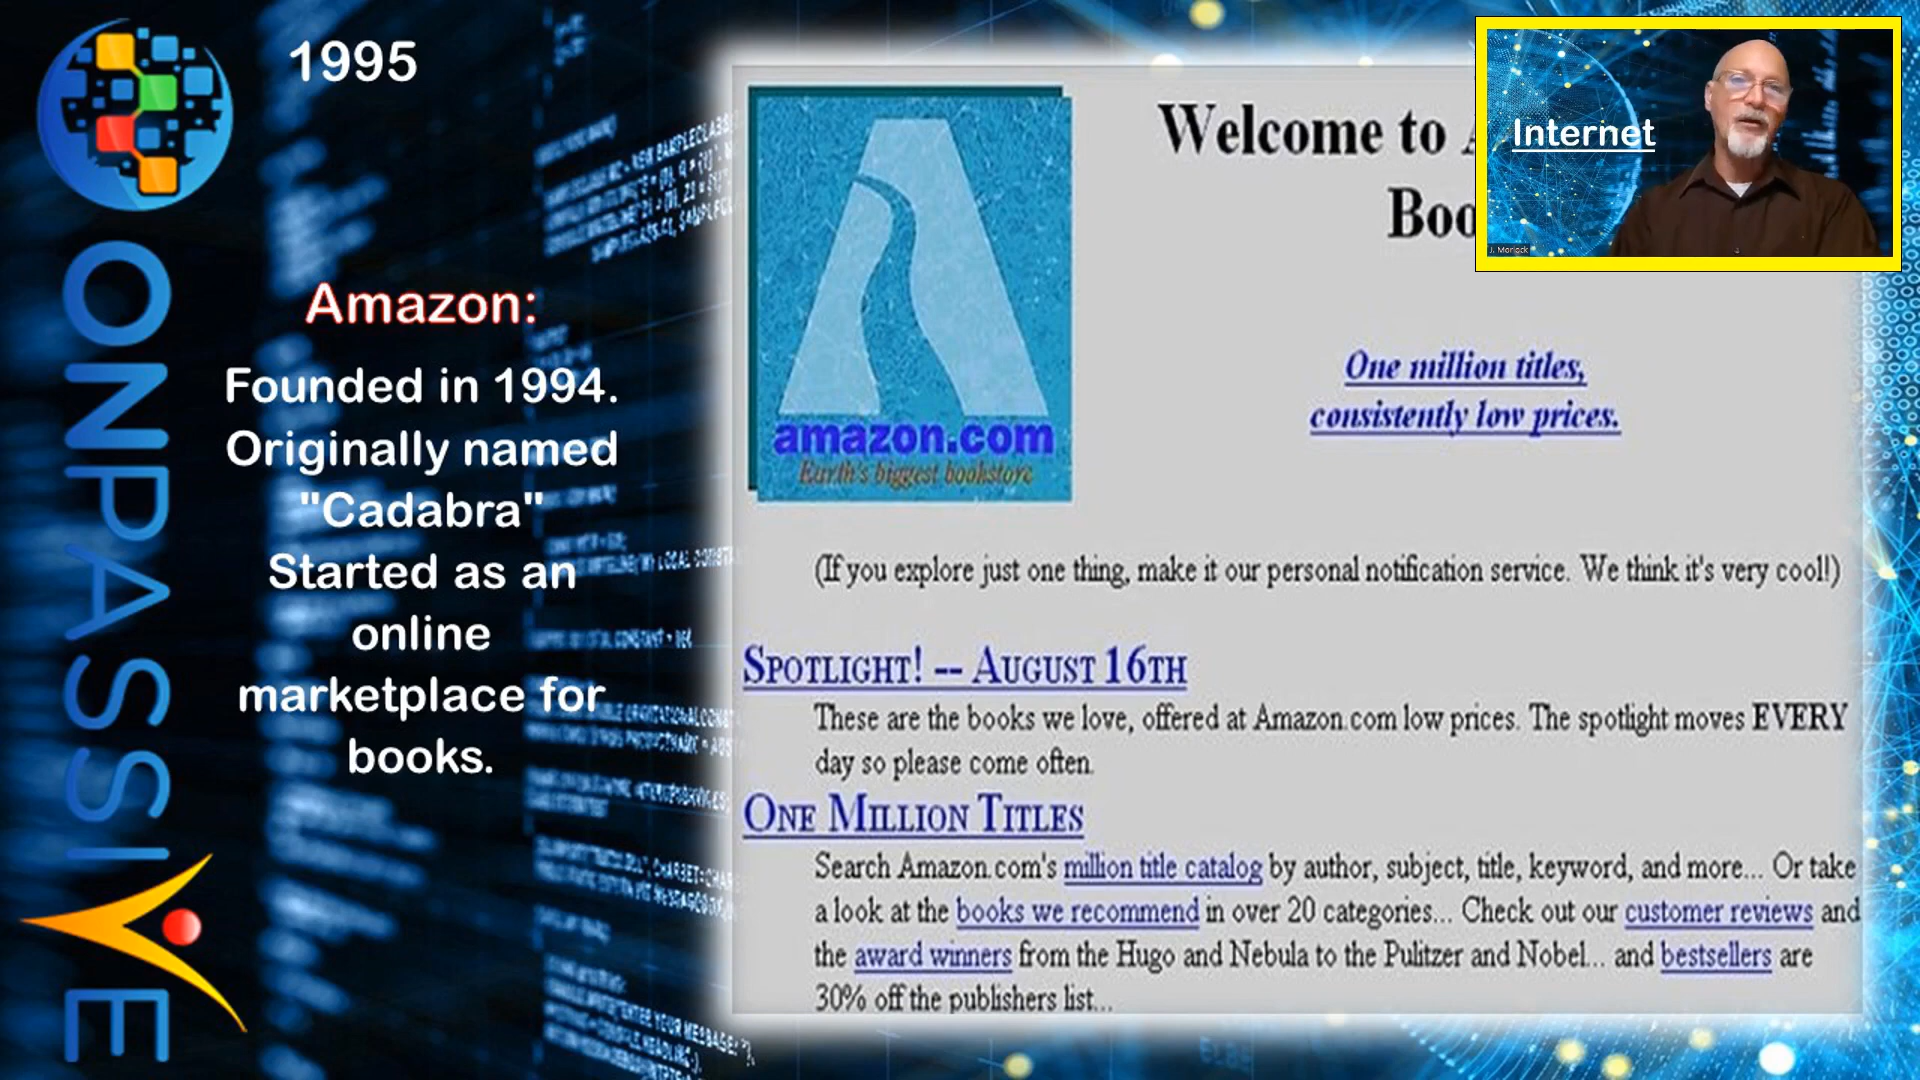 1995
ONPASSIVE
Amazon:
Founded in 1994.
Originally named
"Cadabra"
Started as an
online
marketplace for
books.
amazon.com
Earth's biggest bookstore
Welcome to
Boo
Internet
J. Morlock
One million titles,
consistently low prices.
(If you explore just one thing, make it our personal notification service. We think it's very cool!)
SPOTLIGHT! -- AUGUST 16TH
These are the books we love, offered at Amazon.com low prices. The spotlight moves EVERY
day so please come often.
ONE MILLION TITLES
Search Amazon.com's million title catalog by author, subject, title, keyword, and more... Or take
a look at the books we recommend in over 20 categories... Check out our customer reviews and
the award winners from the Hugo and Nebula to the Pulitzer and Nobel... and bestsellers are
30% off the publishers list...